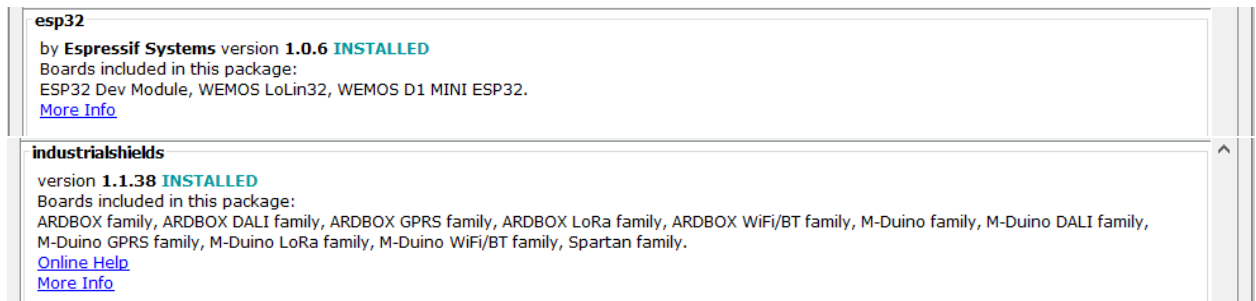 esp32
by Espressif Systems version 1.0.6 INSTALLED
Boards included in this package:
ESP32 Dev Module, WEMOS LoLin32, WEMOS D1 MINI ESP32.
More Info
industrialshields
version 1.1.38 INSTALLED
Boards included in this package:
ARDBOX family, ARDBOX DALI family, ARDBOX GPRS family, ARDBOX LoRa family, ARDBOX WiFi/BT family, M-Duino family, M-Duino DALI family,
M-Duino GPRS family, M-Duino LoRa family, M-Duino WiFi/BT family, Spartan family.
Online Help
More Info